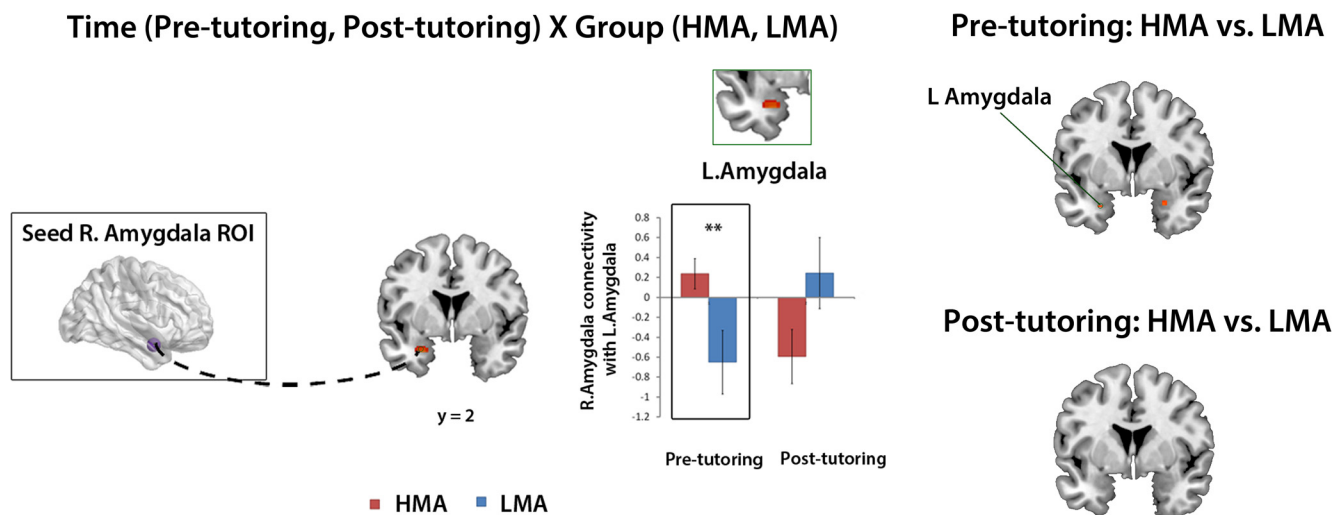 Time (Pre-tutoring, Post-tutoring) X Group (HMA, LMA)
Pre-tutoring: HMA vs. LMA
L Amygdala
L.Amygdala
Seed R. Amygdala ROI
y = 2
R.Amygdala connectivity
with L.Amygdala
0.8
0.6
0.4
0.2
0
-0.2
-0.4
-0.6
-0.8
-1
-1.2
**
Pre-tutoring Post-tutoring
HMA LMA
Post-tutoring: HMA vs. LMA